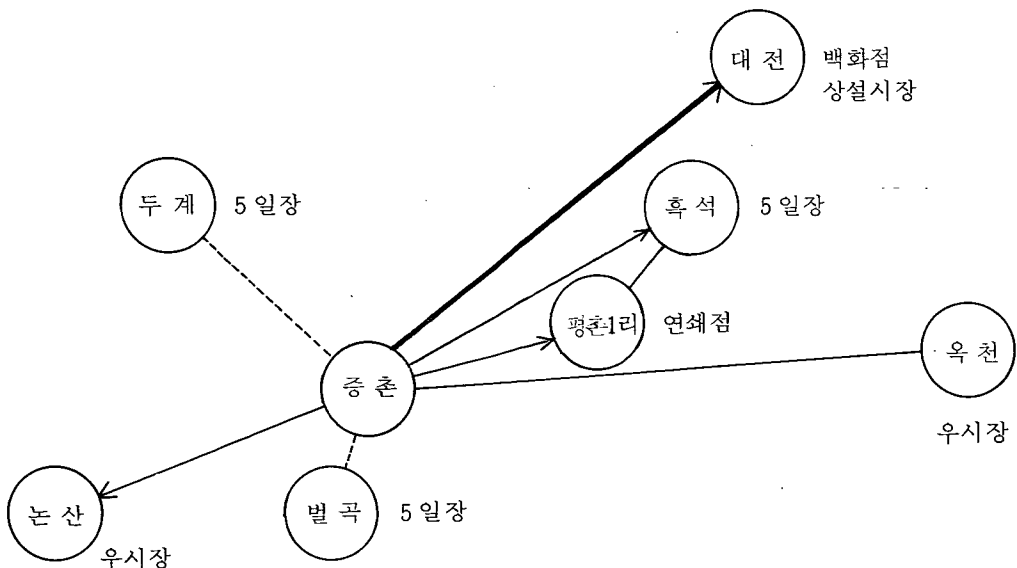 대전 백화점
상설시장
두계 5일장
흑석 5일장
평촌1리 연쇄점
옥천
증촌
우시장
논산
벌곡 5일장
우시장